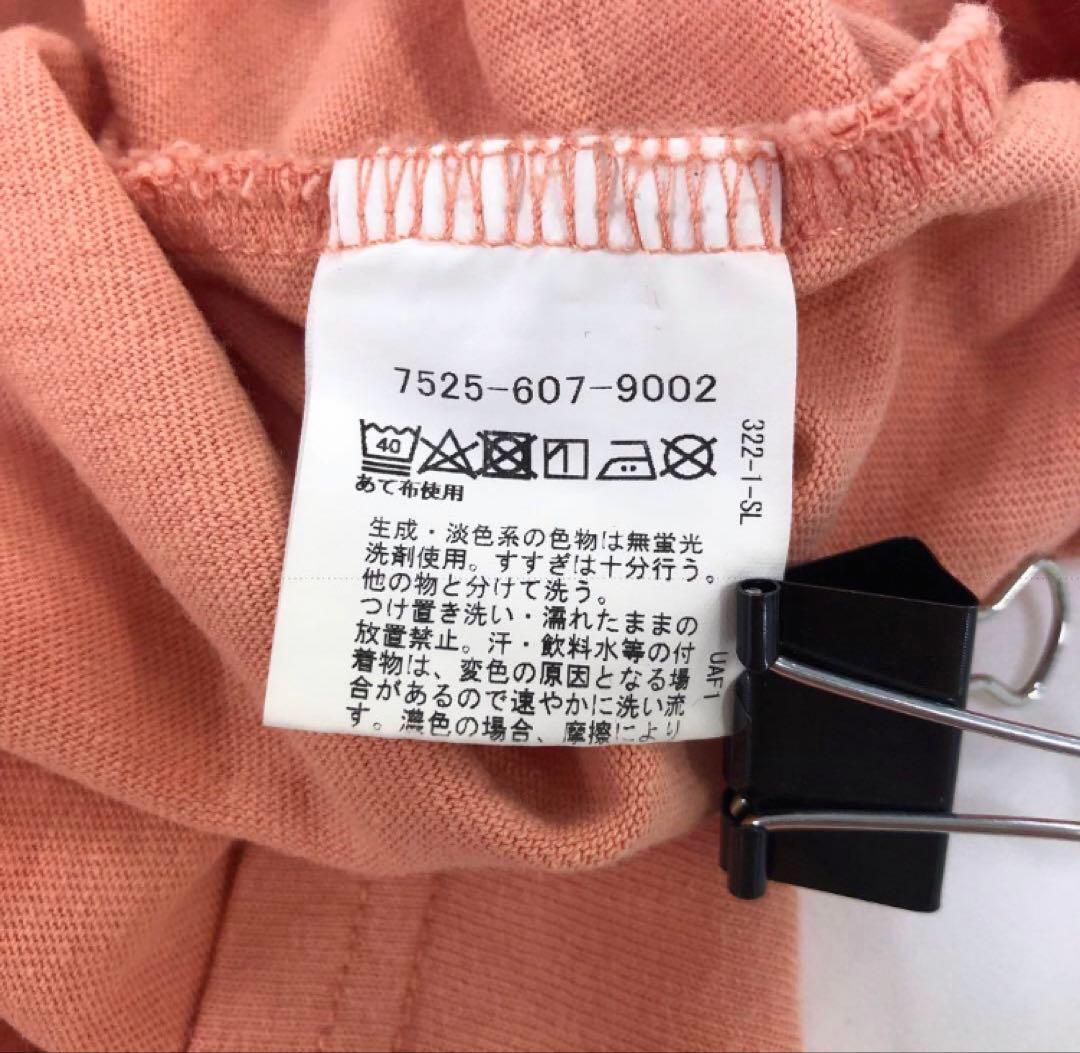 7525-607-9002
40
あて布使用
生成・淡色系の色物は無蛍光
洗剤使用。すすぎは十分行う。
他の物と分けて洗う。
つけ置き洗い・濡れたままの
放置禁止。汗・飲料水等の付
着物は、変色の原因となる場
合があるので速やかに洗い流
す。濃色の場合、摩擦により
322-1-SL
UAF1